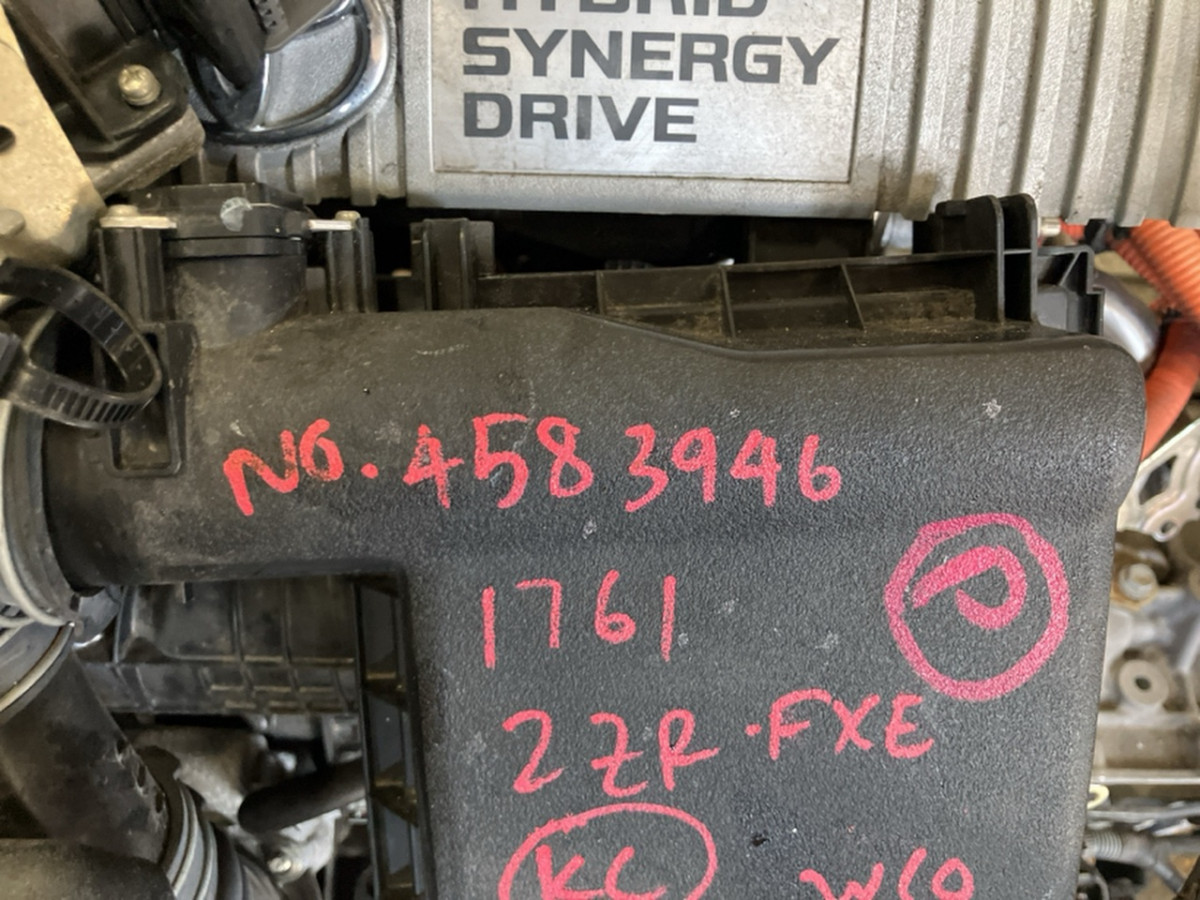 HYBRID
SYNERGY
DRIVE
NO. 4583946
1761
P
2ZR-FXE
KC